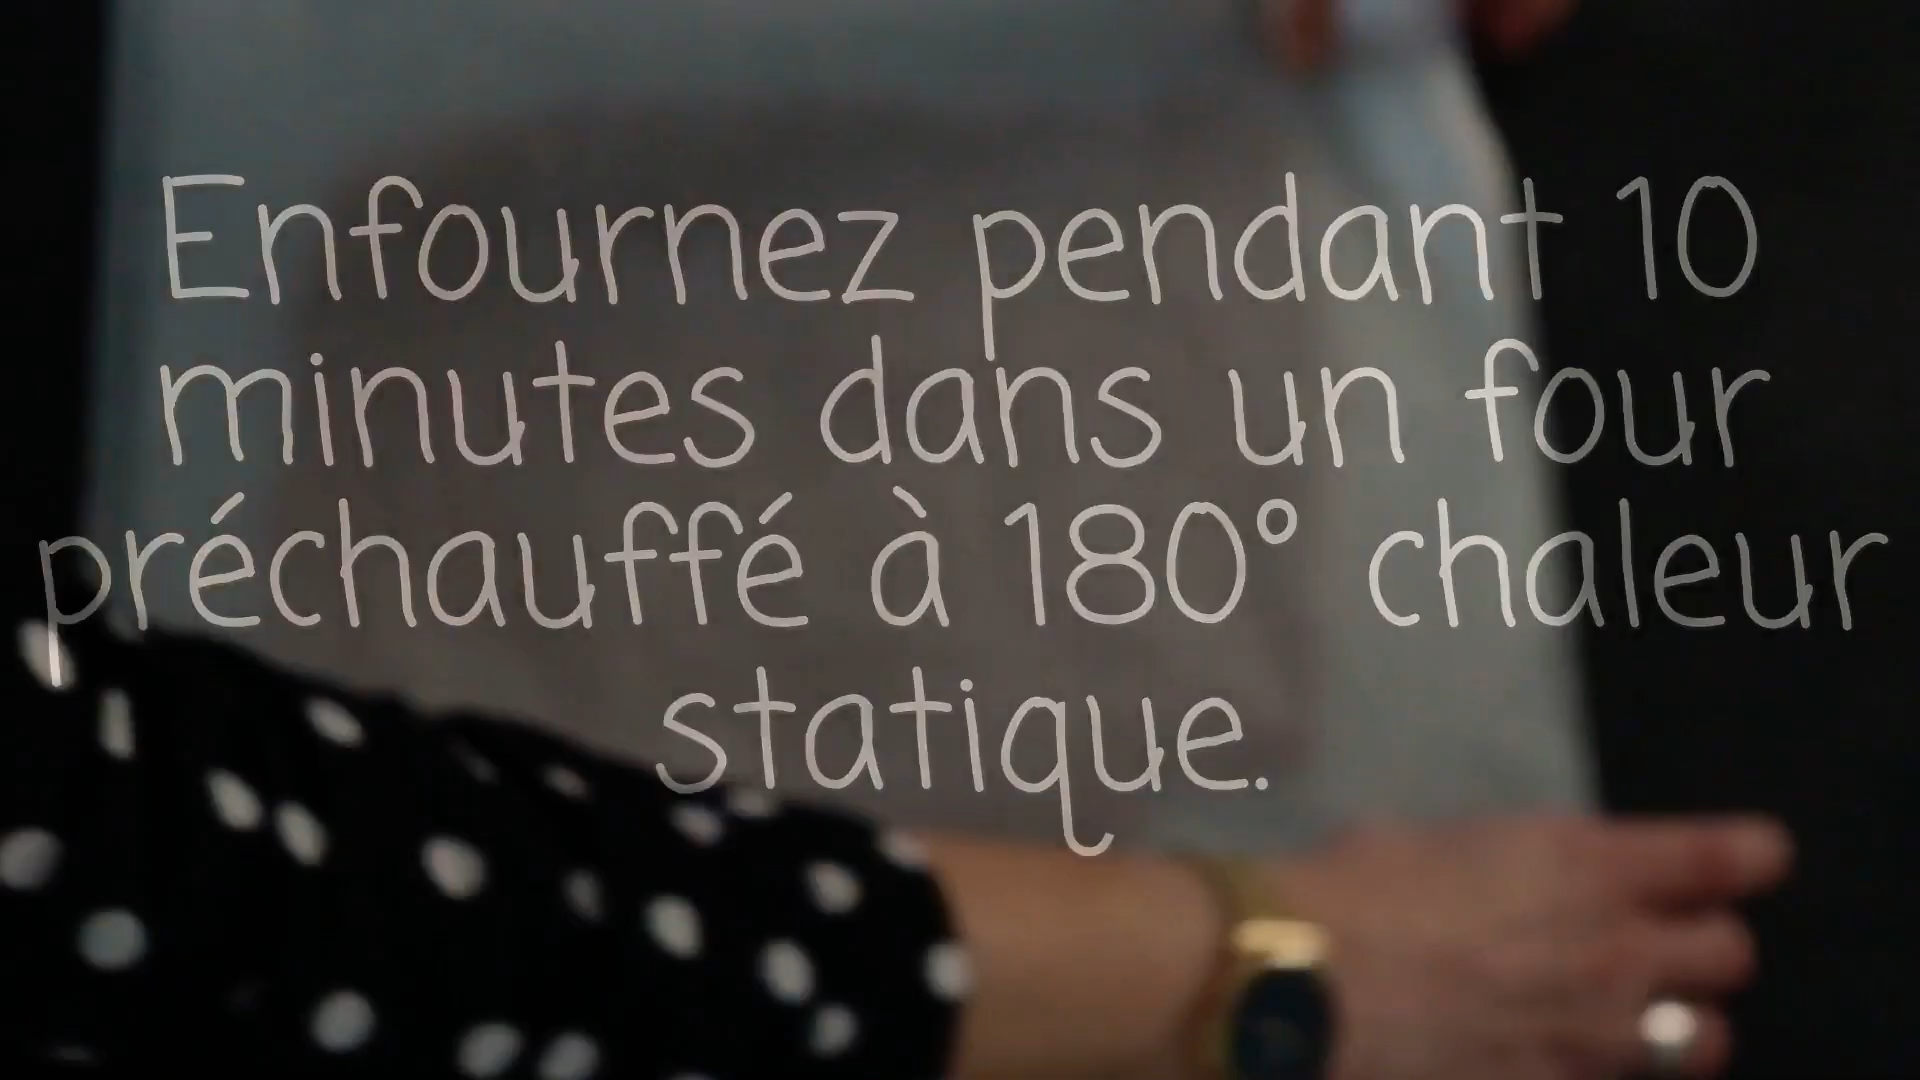 Enfournez pendant 10
minutes dans un four
préchauffé à 180° chaleur
statique.